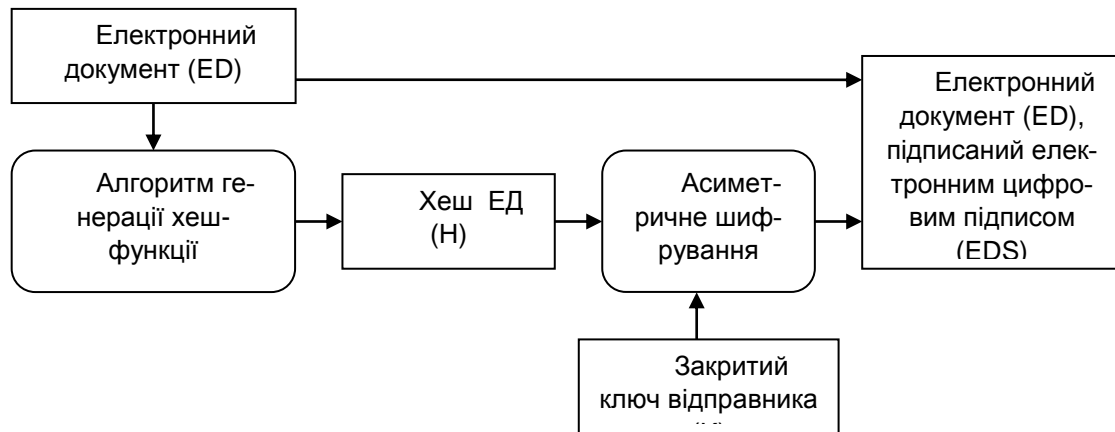 Електронний
документ (ED)
Електронний
документ (ED),
підписаний елек-
тронним цифро-
вим підписом
(EDS)
Алгоритм ге-
нерації хеш-
функції
Хеш ЕД
(Н)
Асимет-
ричне шиф-
рування
Закритий
ключ відправника